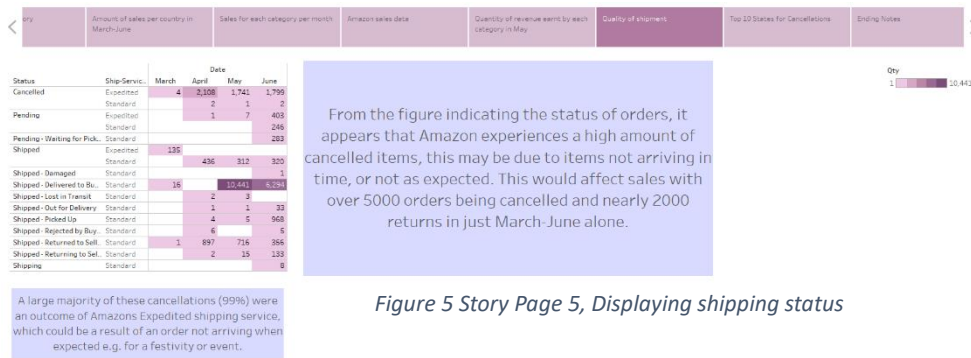 ory
Amount of sales per country in
March-June
Sales for each category per month
Amazon sales data
Quantity of revenue earnt by each
category in May
Quality of shipment
Top 10 States for Cancellations
Ending Notes
Date
Status Ship-Servic.. March April May June
Cancelled Expedited 4 2,108 1,741 1,799
Standard 2 1 2
Pending Expedited 1 7 403
Standard 246
Pending - Waiting for Pick.. Standard 283
Shipped Expedited 135
Standard 436 312 320
Shipped - Damaged Standard 1
Shipped - Delivered to Bu.. Standard 16 10,441 6,294
Shipped - Lost in Transit Standard 2 3
Shipped - Out for Delivery Standard 1 1 33
Shipped - Picked Up Standard 4 5 968
Shipped - Rejected by Buy.. Standard 6 5
Shipped - Returned to Sell.. Standard 1 897 716 356
Shipped - Returning to Sel.. Standard 2 15 133
Shipping Standard 8
From the figure indicating the status of orders, it
appears that Amazon experiences a high amount of
cancelled items, this may be due to items not arriving in
time, or not as expected. This would affect sales with
over 5000 orders being cancelled and nearly 2000
returns in just March-June alone.
Qty
1 10,441
A large majority of these cancellations (99%) were
an outcome of Amazons Expedited shipping service,
which could be a result of an order not arriving when
expected e.g. for a festivity or event.
Figure 5 Story Page 5, Displaying shipping status